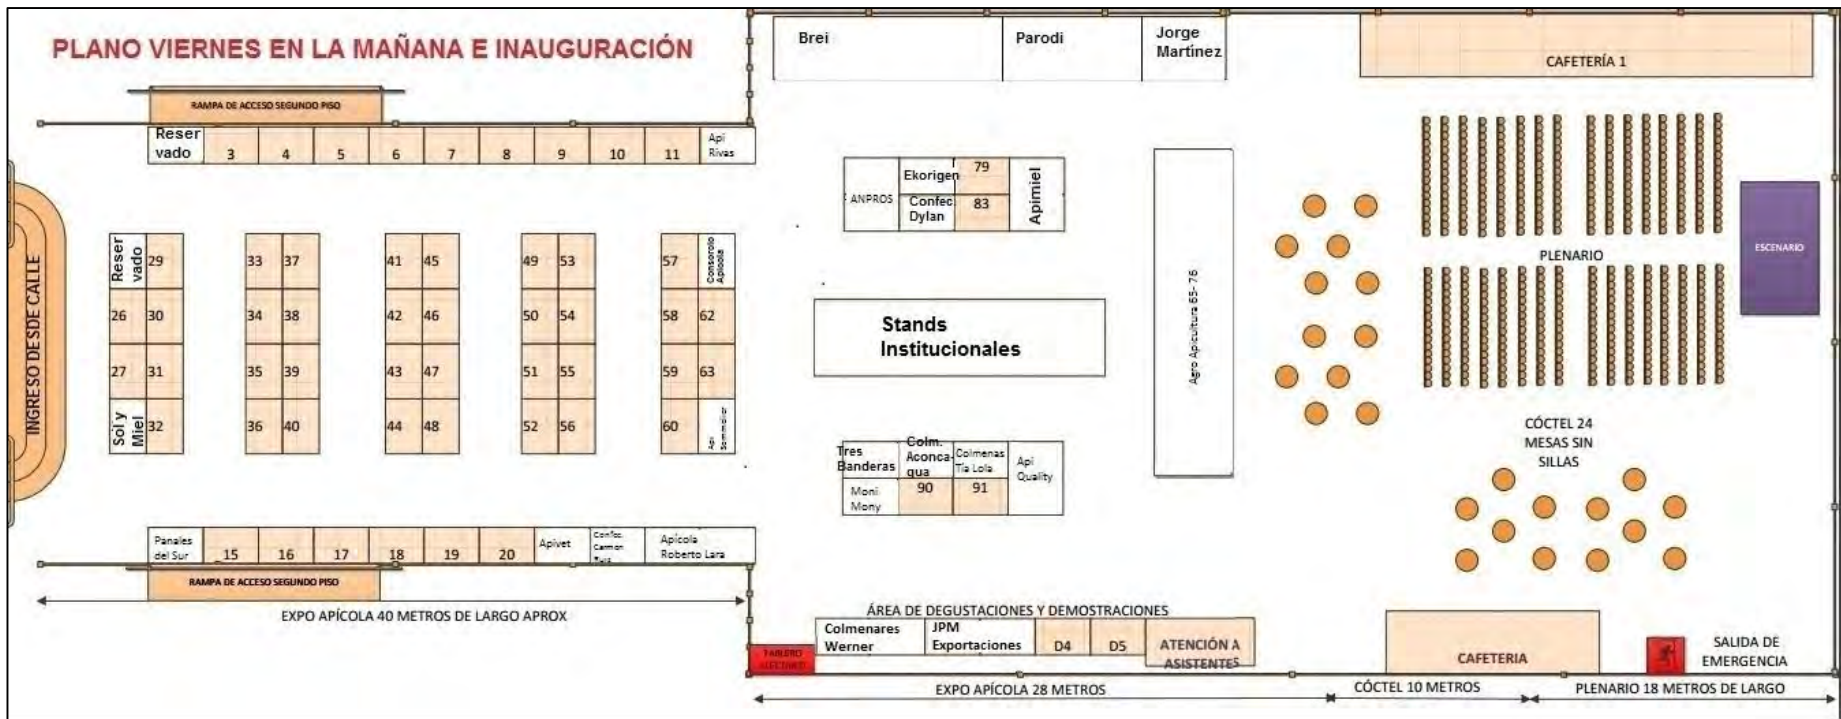 PLANO VIERNES EN LA MAÑANA E INAUGURACIÓN
Brei
Parodi
Jorge
Martínez
CAFETERÍA 1
RAMPA DE ACCESO SEGUNDO PISO
Reser
vado
3
4
5
6
7
8
9
10
11
Api
Rivas
INGRESO DESDE CALLE
Reser
vado
29
33
37
41
45
49
53
57
Consorcio
Apícola
26
30
34
38
42
46
50
54
58
62
27
31
35
39
43
47
51
55
59
63
Sol y
Miel
32
36
40
44
48
52
56
60
Api
Sommelier
ANPROS
Ekorigen
79
Confec.
Dylan
83
Apimiel
Stands
Institucionales
Agro Apicultura 65- 76
PLENARIO
ESCENARIO
CÓCTEL 24
MESAS SIN
SILLAS
Tres
Banderas
Colm.
Aconca-
gua
Colmenas
Tía Lola
Api
Quality
Moni
Mony
90
91
Panales
del Sur
15
16
17
18
19
20
Apivet
Confec.
Carmen
Apícola
Roberto Lara
RAMPA DE ACCESO SEGUNDO PISO
EXPO APÍCOLA 40 METROS DE LARGO APROX
ÁREA DE DEGUSTACIONES Y DEMOSTRACIONES
Colmenares
Werner
JPM
Exportaciones
D4
D5
ATENCIÓN A
ASISTENTES
TABLERO
ELÉCTRICO
CAFETERIA
SALIDA DE
EMERGENCIA
EXPO APÍCOLA 28 METROS
CÓCTEL 10 METROS
PLENARIO 18 METROS DE LARGO